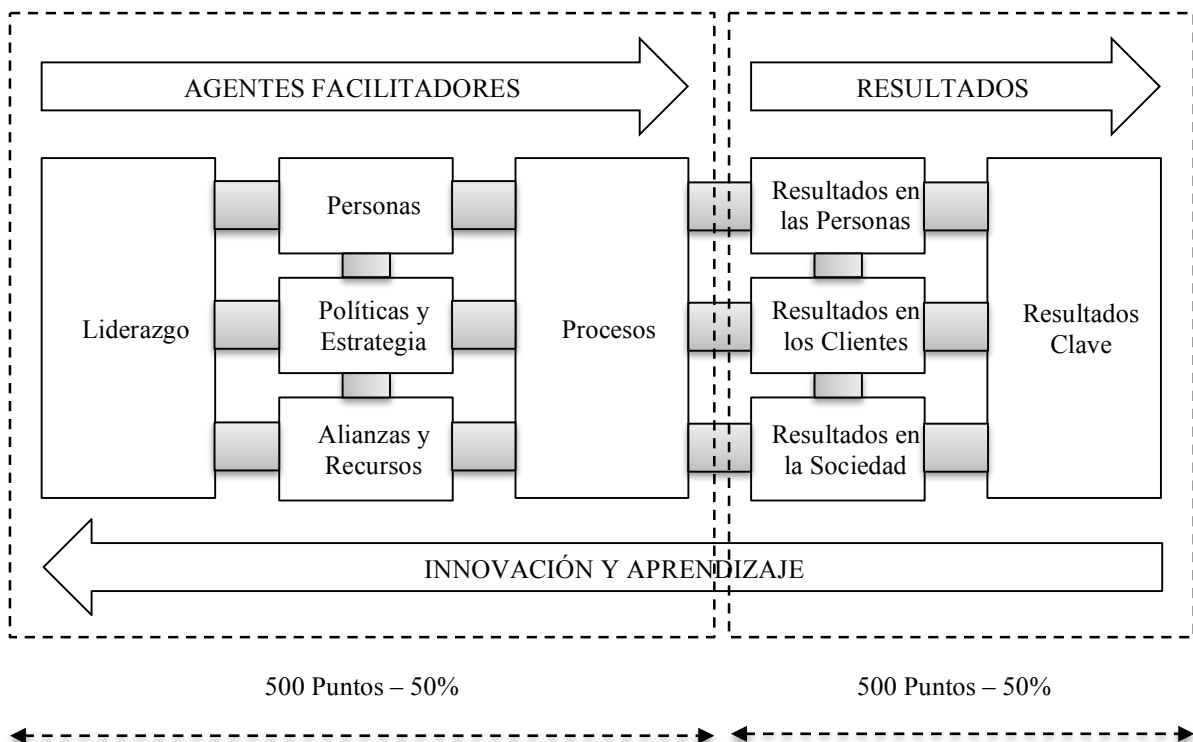 AGENTES FACILITADORES
RESULTADOS
Liderazgo
Personas
Políticas y
Estrategia
Alianzas y
Recursos
Procesos
Resultados en
las Personas
Resultados en
los Clientes
Resultados en
la Sociedad
Resultados
Clave
INNOVACIÓN Y APRENDIZAJE
500 Puntos – 50%
500 Puntos – 50%